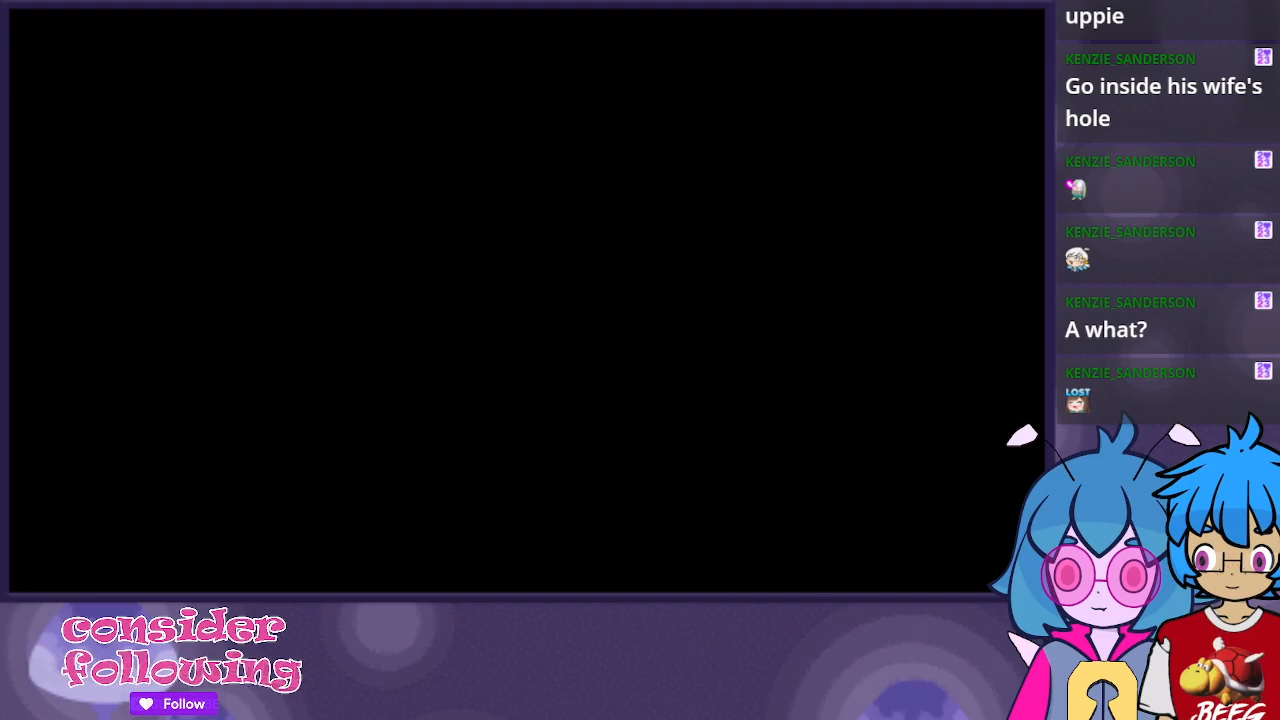 uppie
KENZIE_SANDERSON
Go inside his wife's
hole
KENZIE_SANDERSON
KENZIE_SANDERSON
KENZIE_SANDERSON
A what?
KENZIE_SANDERSON
LOST
consider
following
Follow
BEEG